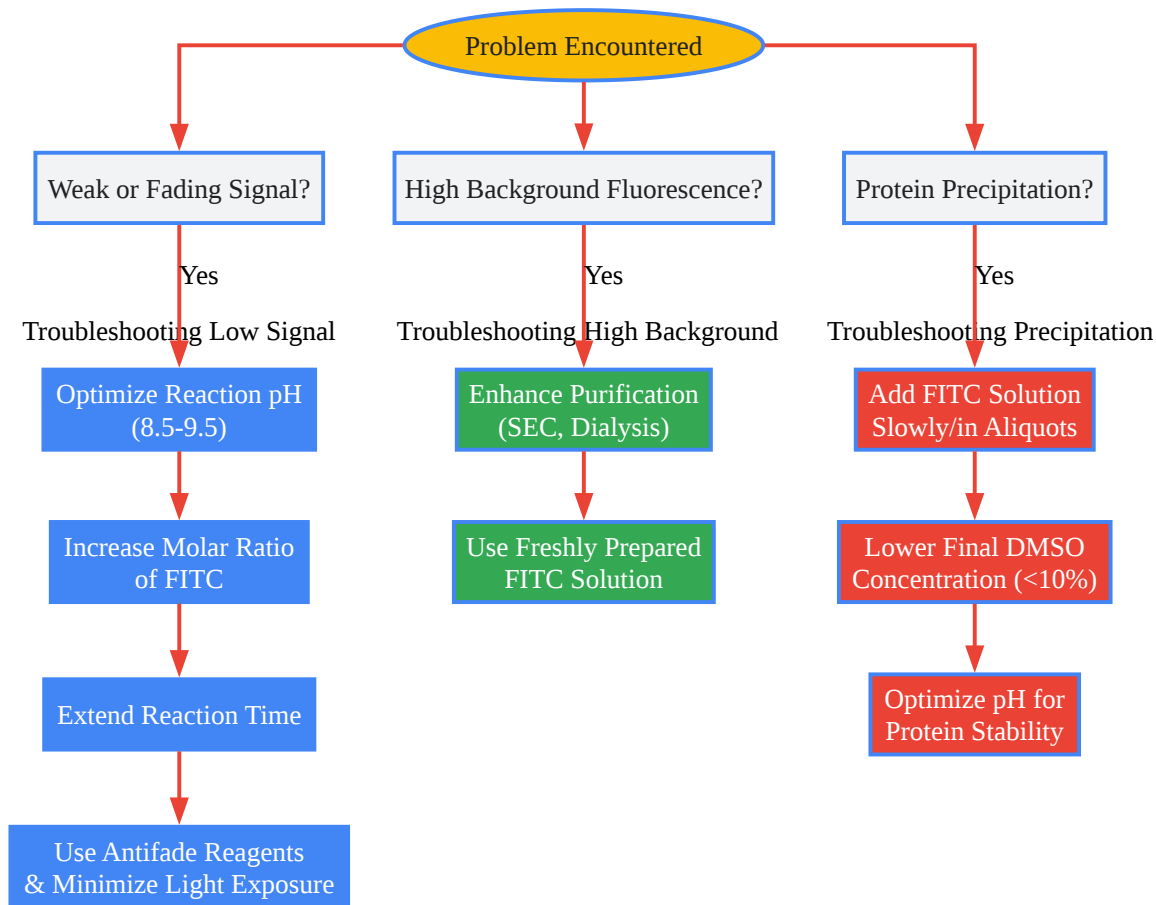 Problem Encountered
Weak or Fading Signal?
High Background Fluorescence?
Protein Precipitation?
Yes
Yes
Yes
Troubleshooting Low Signal
Troubleshooting High Background
Troubleshooting Precipitation
Optimize Reaction pH
(8.5-9.5)
Enhance Purification
(SEC, Dialysis)
Add FITC Solution
Slowly/in Aliquots
Increase Molar Ratio
of FITC
Use Freshly Prepared
FITC Solution
Lower Final DMSO
Concentration (<10%)
Extend Reaction Time
Optimize pH for
Protein Stability
Use Antifade Reagents
& Minimize Light Exposure